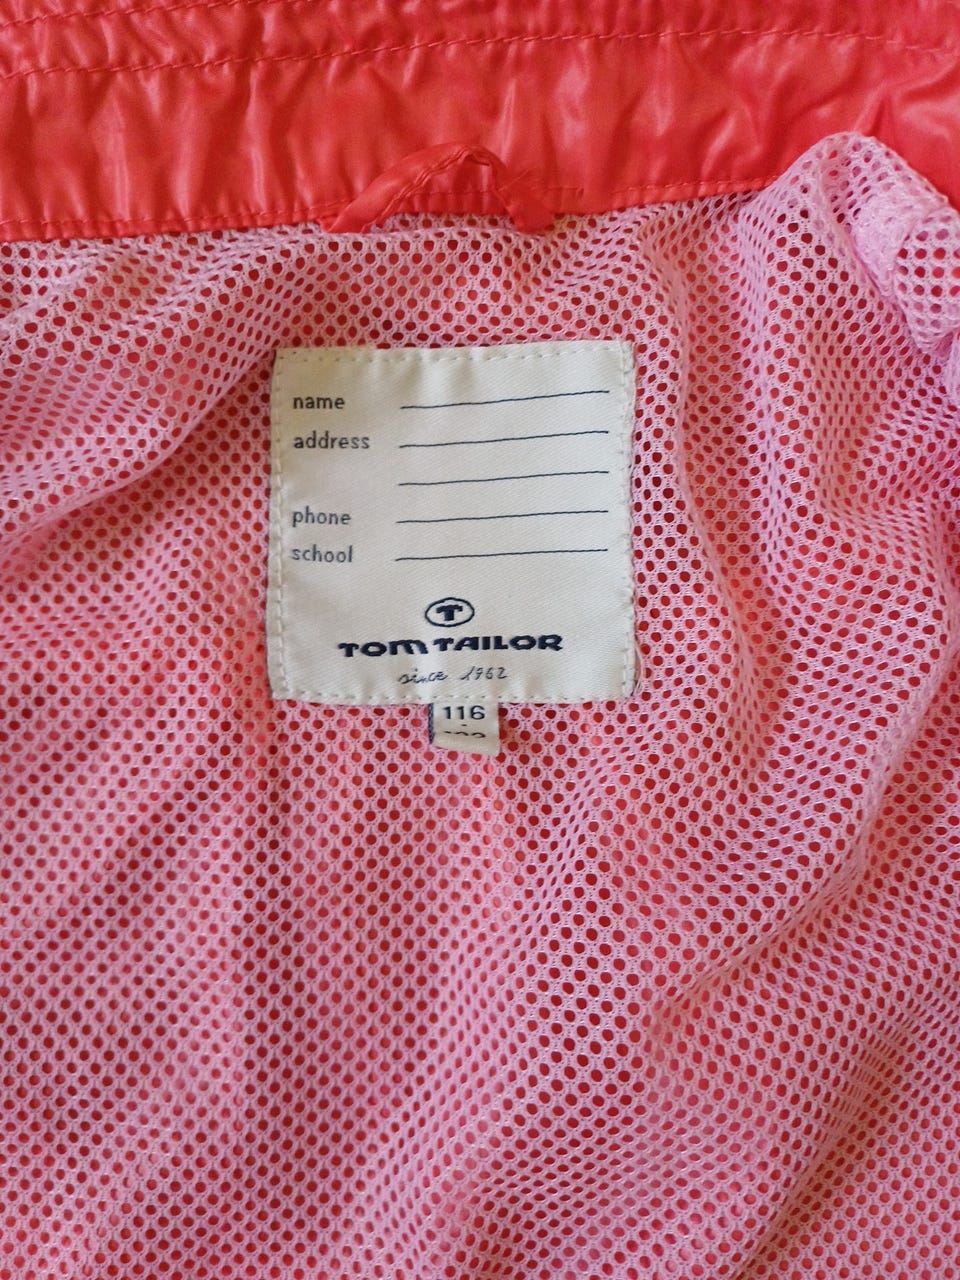 name
address
phone
school
T
TOM TAILOR
since 1962
116
-